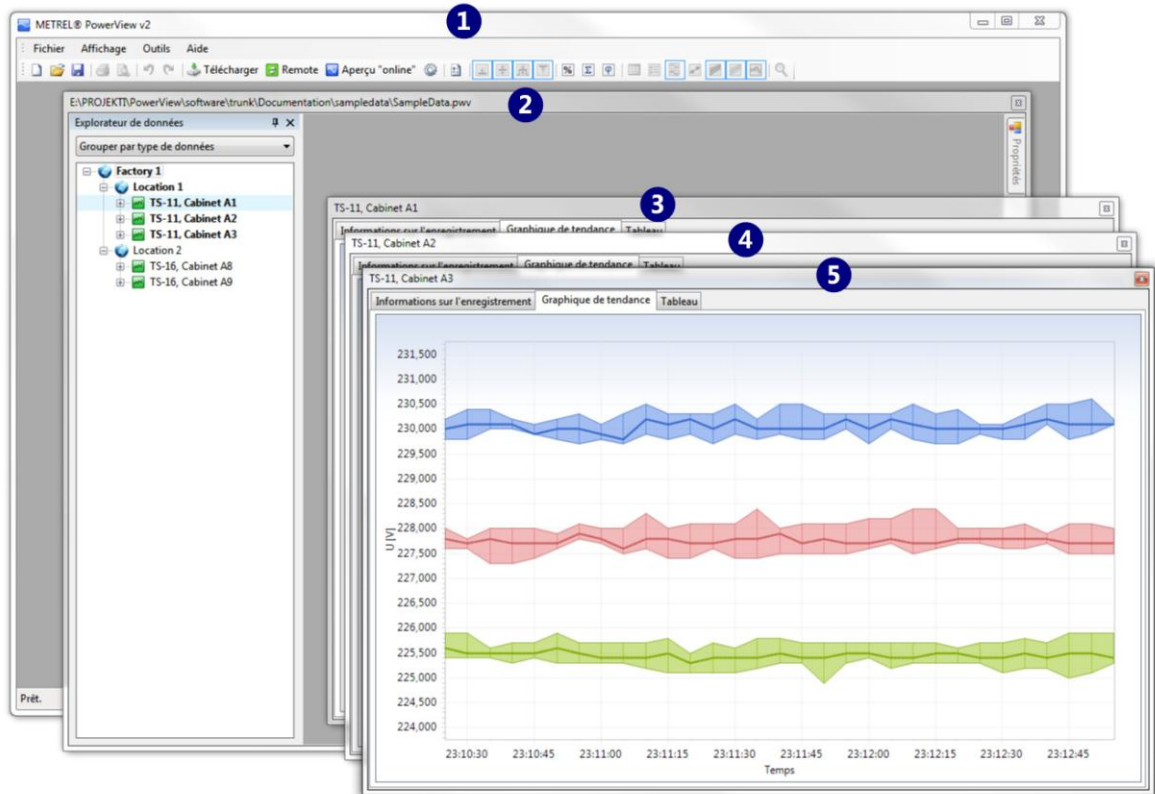 METREL® PowerView v2
1
Fichier Affichage Outils Aide
Télécharger Remote Aperçu "online" % Σ
E:\PROJEKTI\PowerView\software\trunk\Documentation\sampledata\SampleData.pwv
2
Explorateur de données
Grouper par type de données
Factory 1
Location 1
TS-11, Cabinet A1
TS-11, Cabinet A2
TS-11, Cabinet A3
Location 2
TS-16, Cabinet A8
TS-16, Cabinet A9
Propriétés
TS-11, Cabinet A1
3
Informations sur l'enregistrement Graphique de tendance Tableau
TS-11, Cabinet A2
4
Informations sur l'enregistrement Graphique de tendance Tableau
TS-11, Cabinet A3
5
Informations sur l'enregistrement Graphique de tendance Tableau
231,500
231,000
230,500
230,000
229,500
229,000
228,500
228,000
227,500
227,000
226,500
226,000
225,500
225,000
224,500
224,000
U [V]
23:10:30 23:10:45 23:11:00 23:11:15 23:11:30 23:11:45 23:12:00 23:12:15 23:12:30 23:12:45
Temps
Prêt.